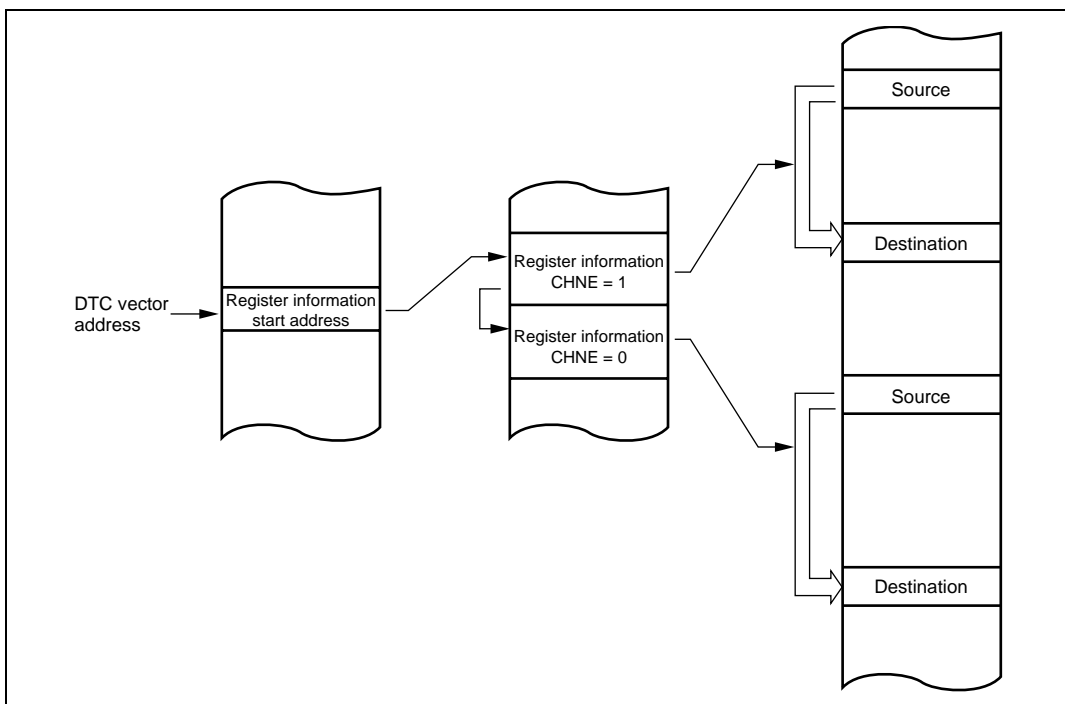 DTC vector
address
Register information
start address
Register information
CHNE = 1
Register information
CHNE = 0
Source
Destination
Source
Destination